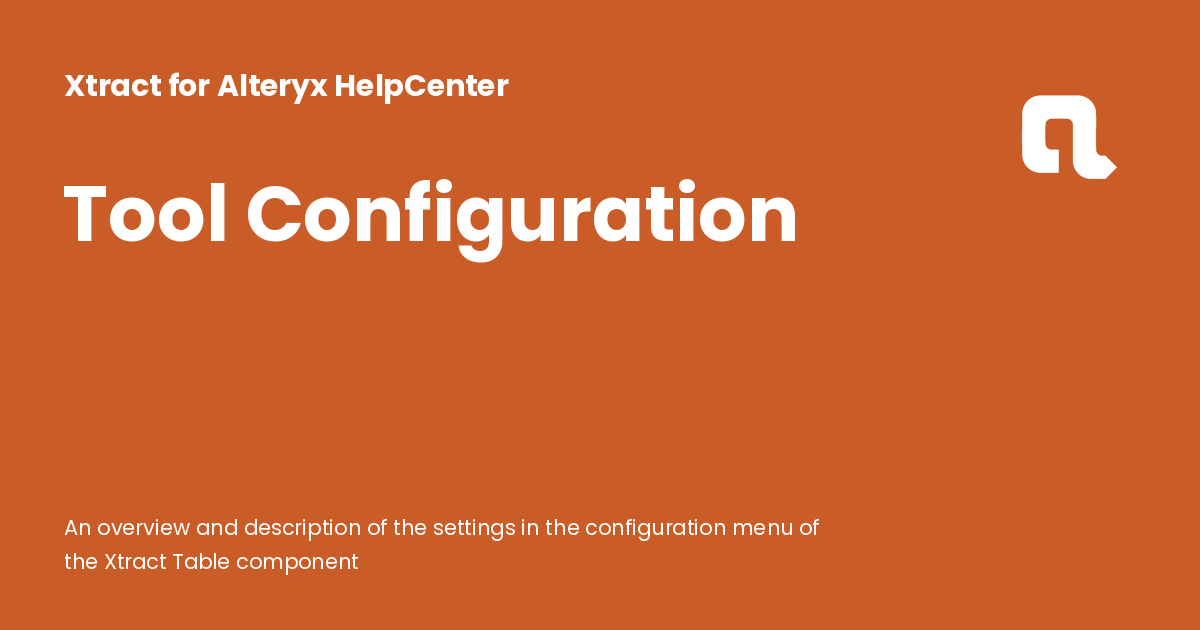 Xtract for Alteryx HelpCenter
Tool Configuration
An overview and description of the settings in the configuration menu of
the Xtract Table component